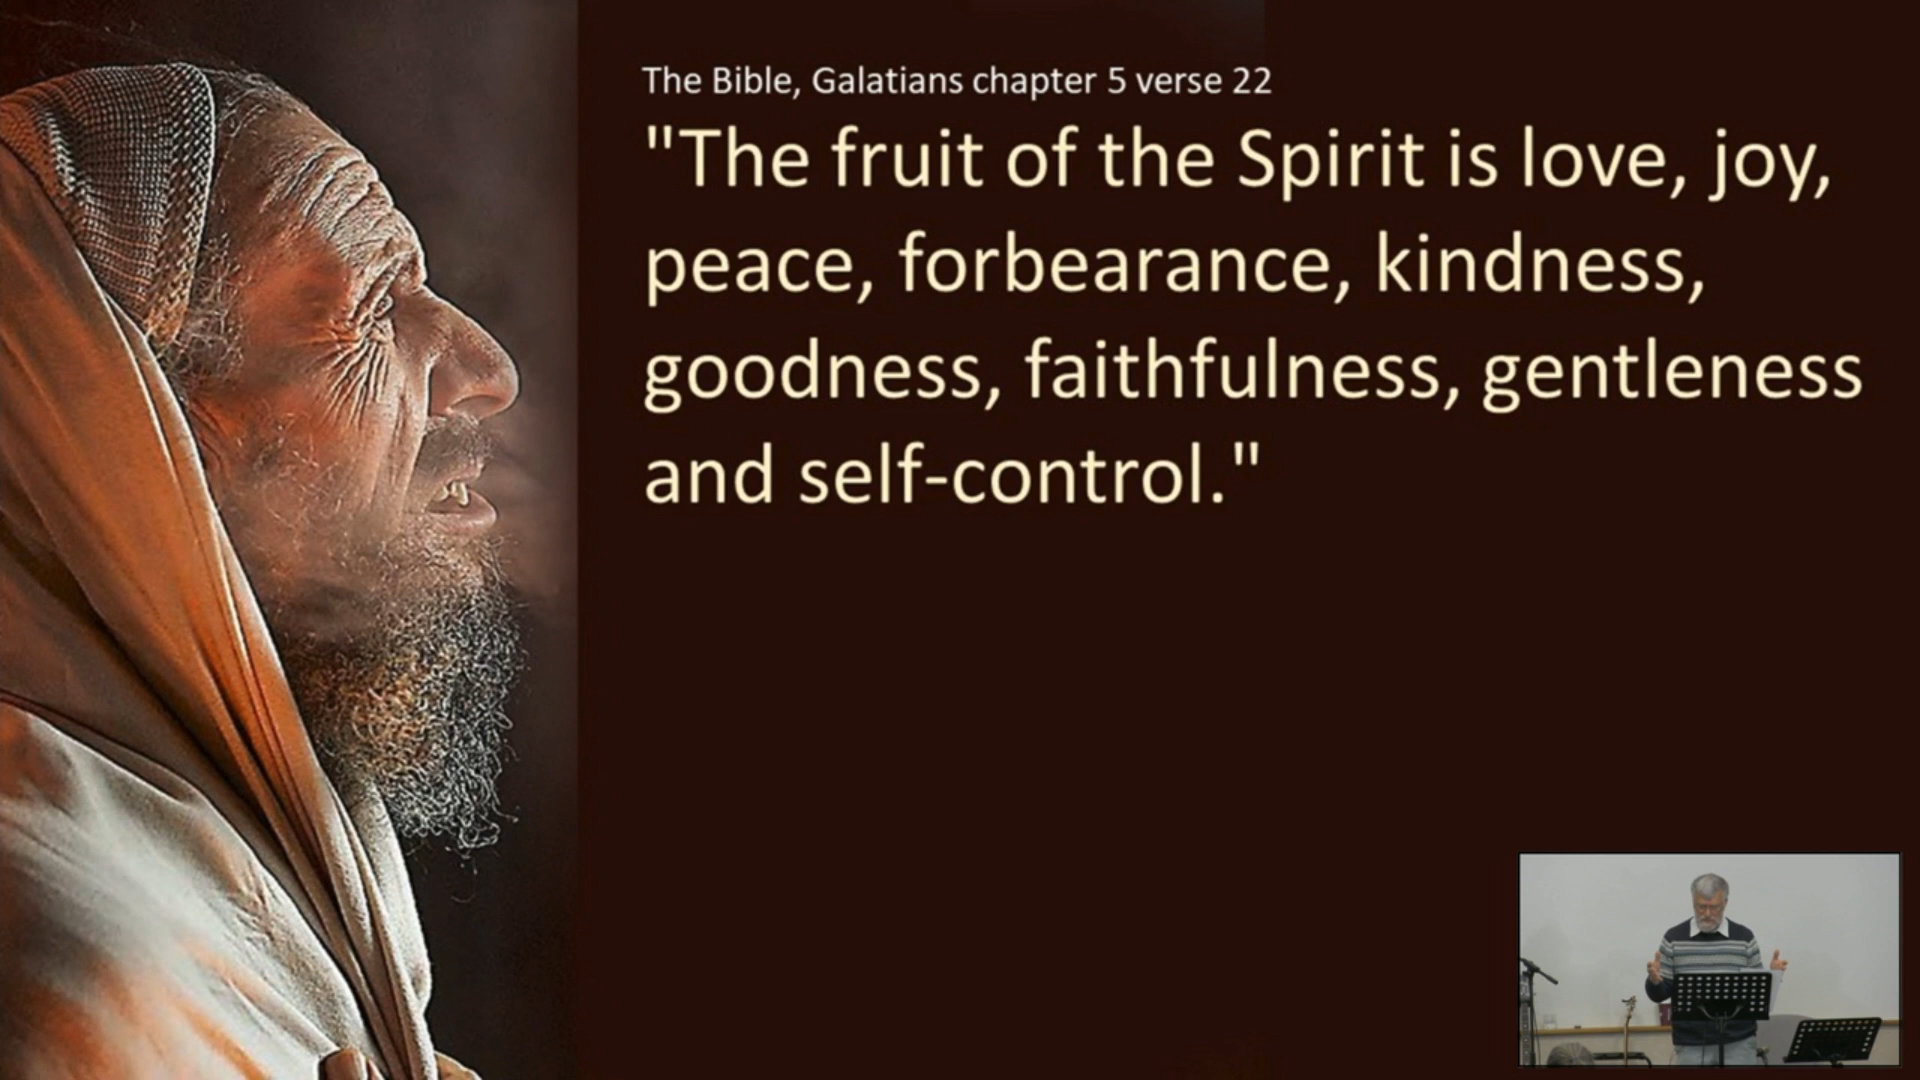 The Bible, Galatians chapter 5 verse 22
"The fruit of the Spirit is love, joy,
peace, forbearance, kindness,
goodness, faithfulness, gentleness
and self-control."